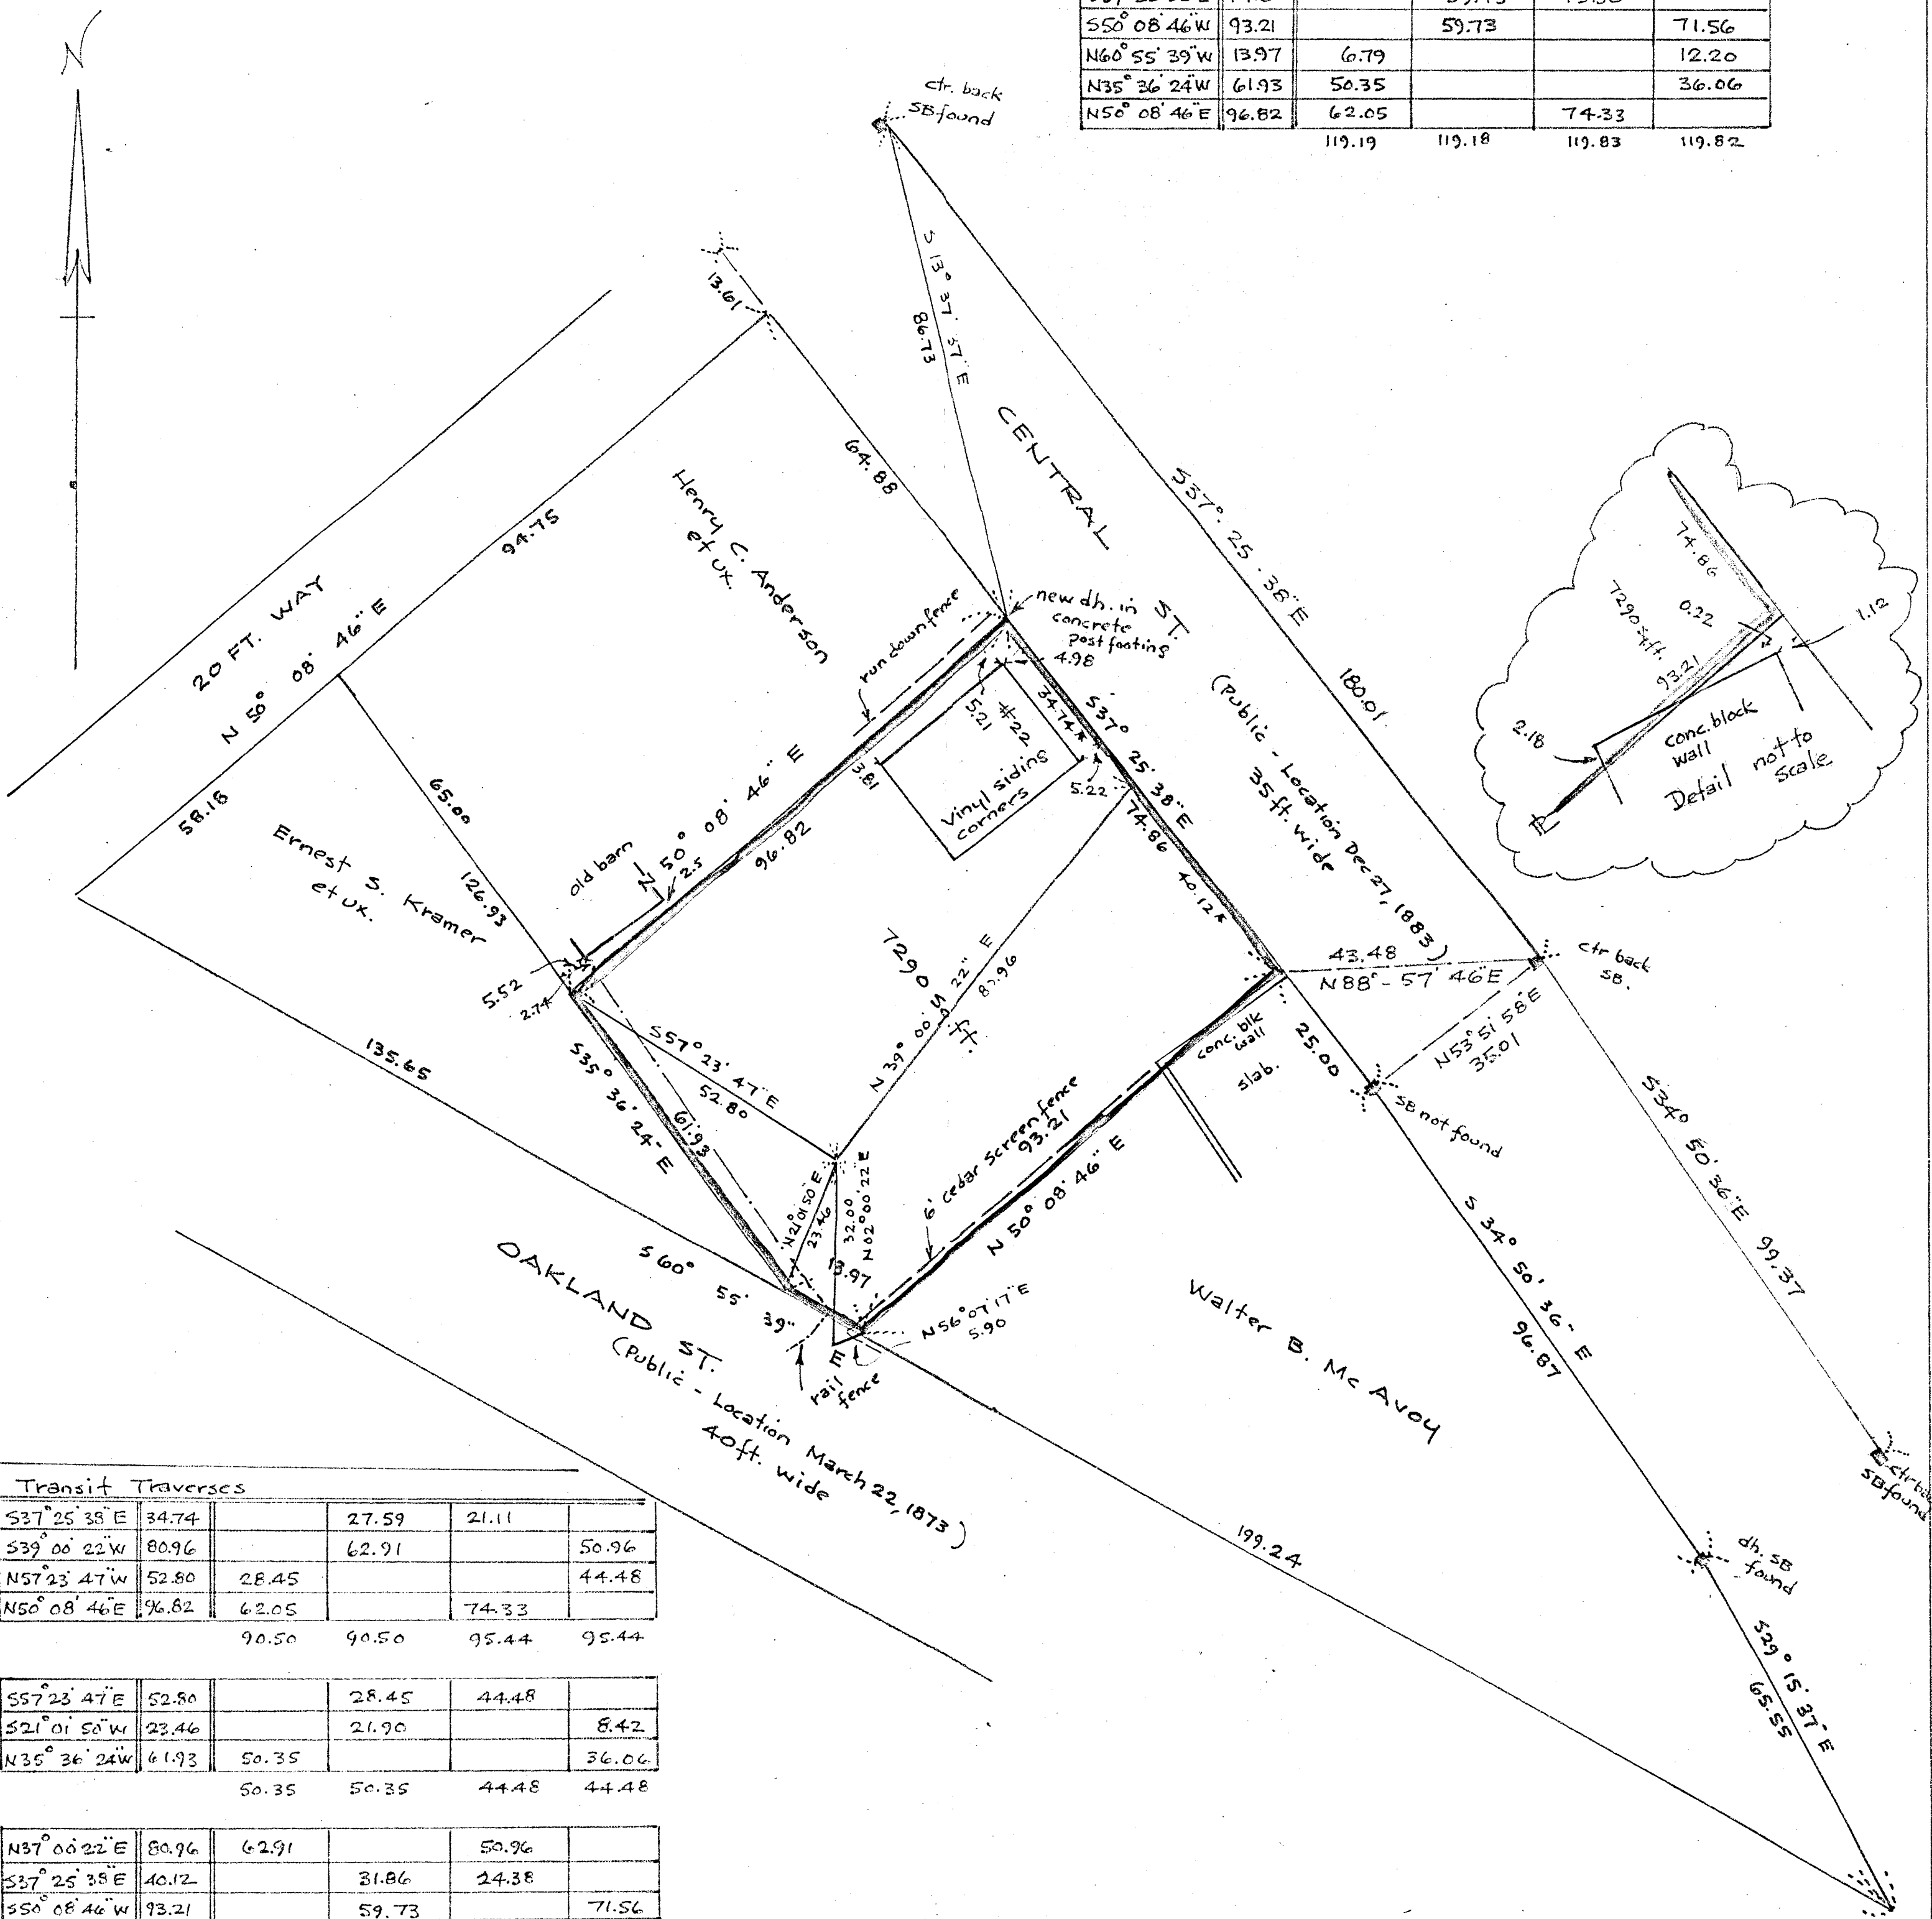 S50° 08' 46" W 93.21 59.73 71.56
N60° 55' 39" W 13.97 6.79 12.20
N35° 36' 24" W 61.93 50.35 36.06
N50° 08' 46" E 96.82 62.05 74.33
119.19 119.18 119.83 119.82
N
ctr. back
SB found
S 13° 37' 37" E
86.73
13.61
64.88
CENTRAL ST.
(Public - Location Dec 27, 1883)
35 ft. wide
S37°-25-38" E
180.01
20 FT. WAY
N 50° 08' 46" E
94.75
58.18
Henry C. Anderson
et ux.
run down fence
new dh. in
concrete
post footing
4.98
5.21
34.74*
#22
Vinyl siding
corners
3.81
5.22
S37° 25' 38" E
74.86
40.12*
65.00
126.93
Ernest S. Kramer
et ux.
old barn
N 50° 08' 46" E
2.5
96.82
7290 S. ft.
N 39° 00' 22" E
5.52
2.74
S57° 23' 47" E
52.80
S35° 36' 24" E
61.93
135.65
N21° 01' 50" E
23.46
32.00
N02° 00' 22" E
13.97
6' cedar screen fence
93.21
N 50° 08' 46" E
conc. blk
wall
slab.
43.48
N88°-57' 46" E
ctr back
SB.
N53° 51' 58" E
35.01
25.00
SB not found
74.86
7290 s.ft.
0.22
1.12
93.21
2.18
conc. block
wall
Detail not to
scale
S34° 50' 36" E 99.37
S 34° 50' 36" E
96.87
Walter B. Mc Avoy
OAKLAND ST.
(Public - Location March 22, 1873)
40 ft. wide
S 60° 55' 39" E
rail
fence
N56° 07' 17" E
5.90
199.24
SB found
dh. SB
found
S29° 15' 37" E
65.55
Transit Traverses
S37° 25' 38" E 34.74 27.59 21.11
S39° 00' 22" W 80.96 62.91 50.96
N57° 23' 47" W 52.80 28.45 44.48
N50° 08' 46" E 96.82 62.05 74.33
90.50 90.50 95.44 95.44
S57° 23' 47" E 52.80 28.45 44.48
S21° 01' 50" W 23.46 21.90 8.42
N35° 36' 24" W 61.93 50.35 36.06
50.35 50.35 44.48 44.48
N37° 00' 22" E 80.96 62.91 50.96
S37° 25' 38" E 40.12 31.86 24.38
S50° 08' 46" W 93.21 59.73 71.56